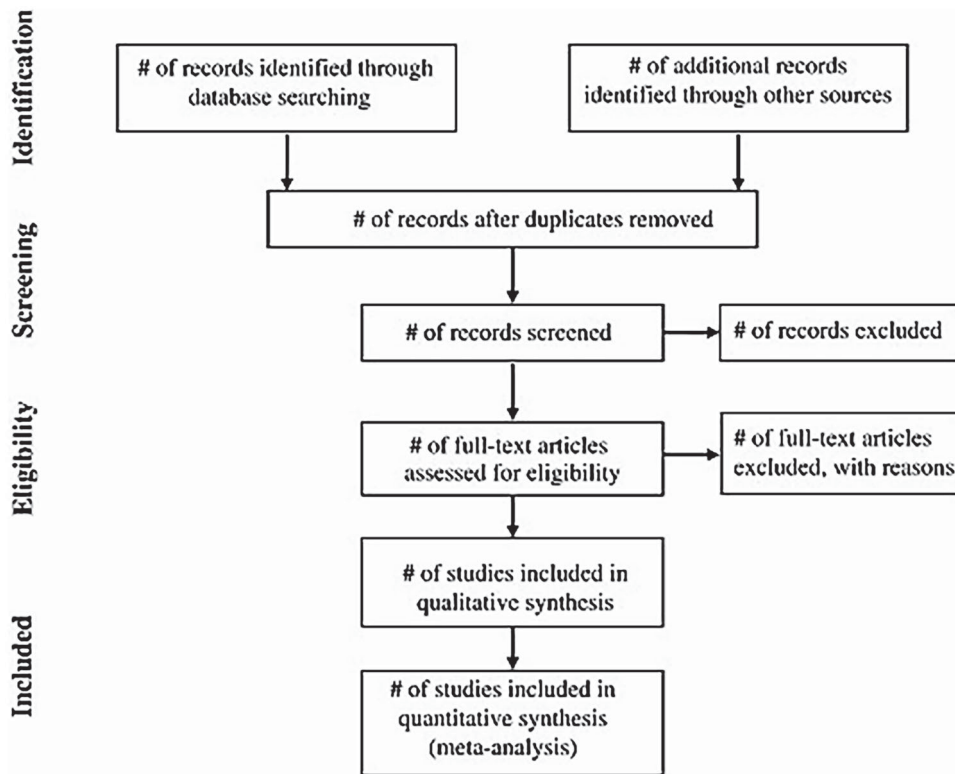 Identification
# of records identified through
database searching
# of additional records
identified through other sources
# of records after duplicates removed
Screening
# of records screened
# of records excluded
Eligibility
# of full-text articles
assessed for eligibility
# of full-text articles
excluded, with reasons
# of studies included in
qualitative synthesis
Included
# of studies included in
quantitative synthesis
(meta-analysis)